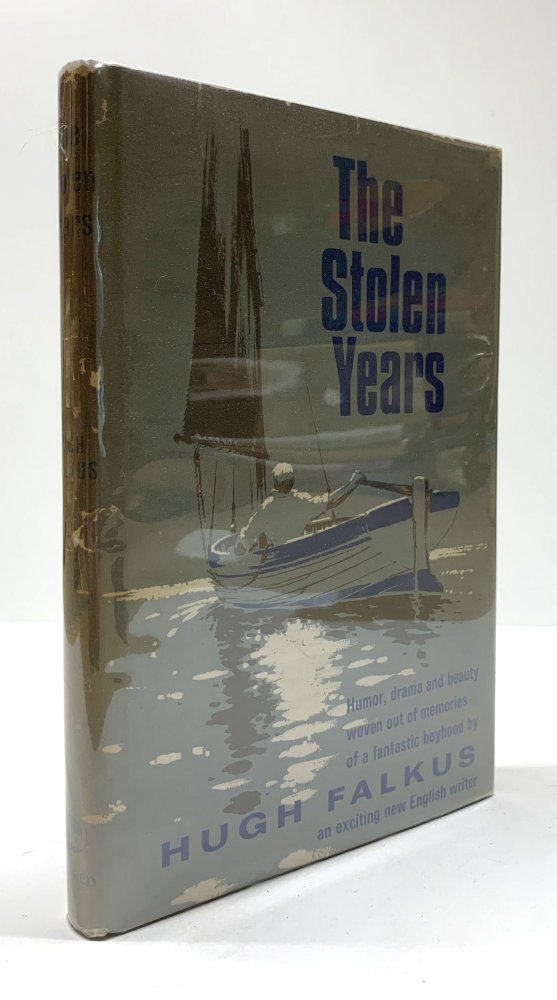 The
Stolen
Years
Humor, drama and beauty
woven out of memories
of a fantastic boyhood by
HUGH FALKUS
an exciting new English writer